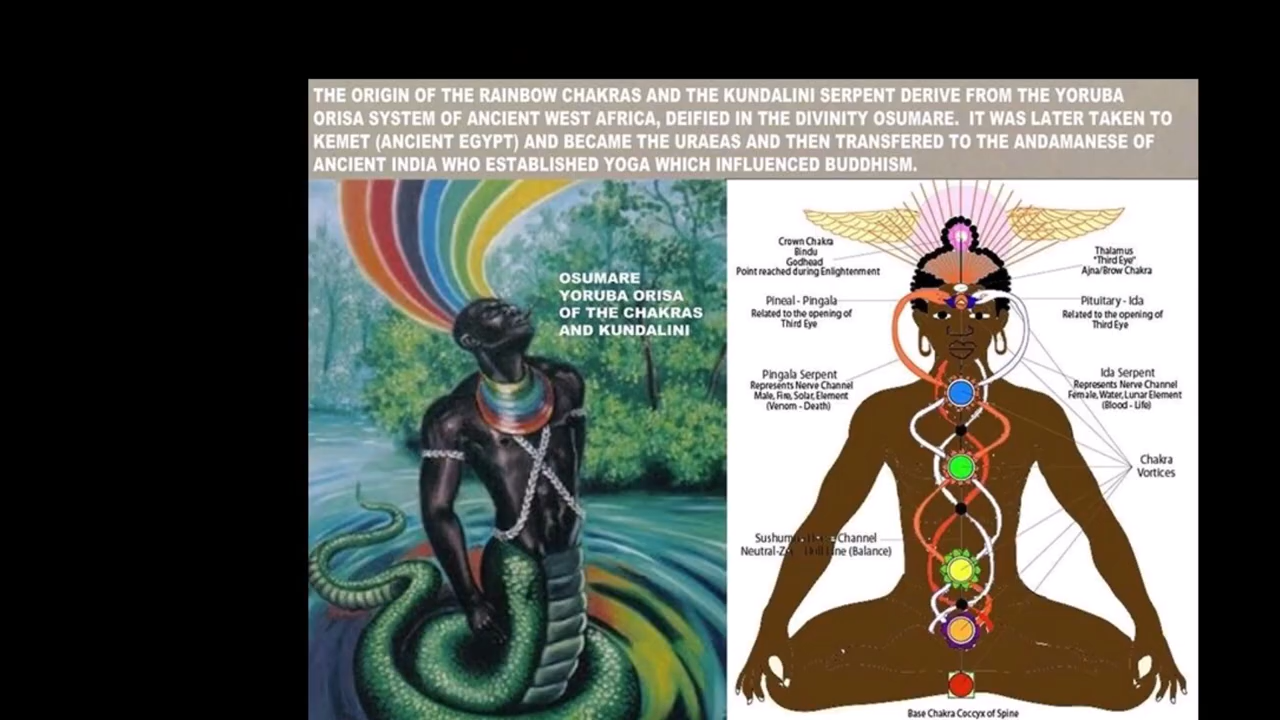 THE ORIGIN OF THE RAINBOW CHAKRAS AND THE KUNDALINI SERPENT DERIVE FROM THE YORUBA
ORISA SYSTEM OF ANCIENT WEST AFRICA, DEIFIED IN THE DIVINITY OSUMARE. IT WAS LATER TAKEN TO
KEMET (ANCIENT EGYPT) AND BECAME THE URAEAS AND THEN TRANSFERED TO THE ANDAMANESE OF
ANCIENT INDIA WHO ESTABLISHED YOGA WHICH INFLUENCED BUDDHISM.
OSUMARE
YORUBA ORISA
OF THE CHAKRAS
AND KUNDALINI
Crown Chakra
Bindu
Godhead
Point reached during Enlightenment
Thalamus
"Third Eye"
Ajna/Brow Chakra
Pineal - Pingala
Related to the opening of
Third Eye
Pituitary - Ida
Related to the opening of
Third Eye
Pingala Serpent
Represents Nerve Channel
Male, Fire, Solar, Element
(Venom - Death)
Ida Serpent
Represents Nerve Channel
Female, Water, Lunar Element
(Blood - Life)
Chakra
Vortices
Channel
(Balance)
Base Chakra Coccyx of Spine